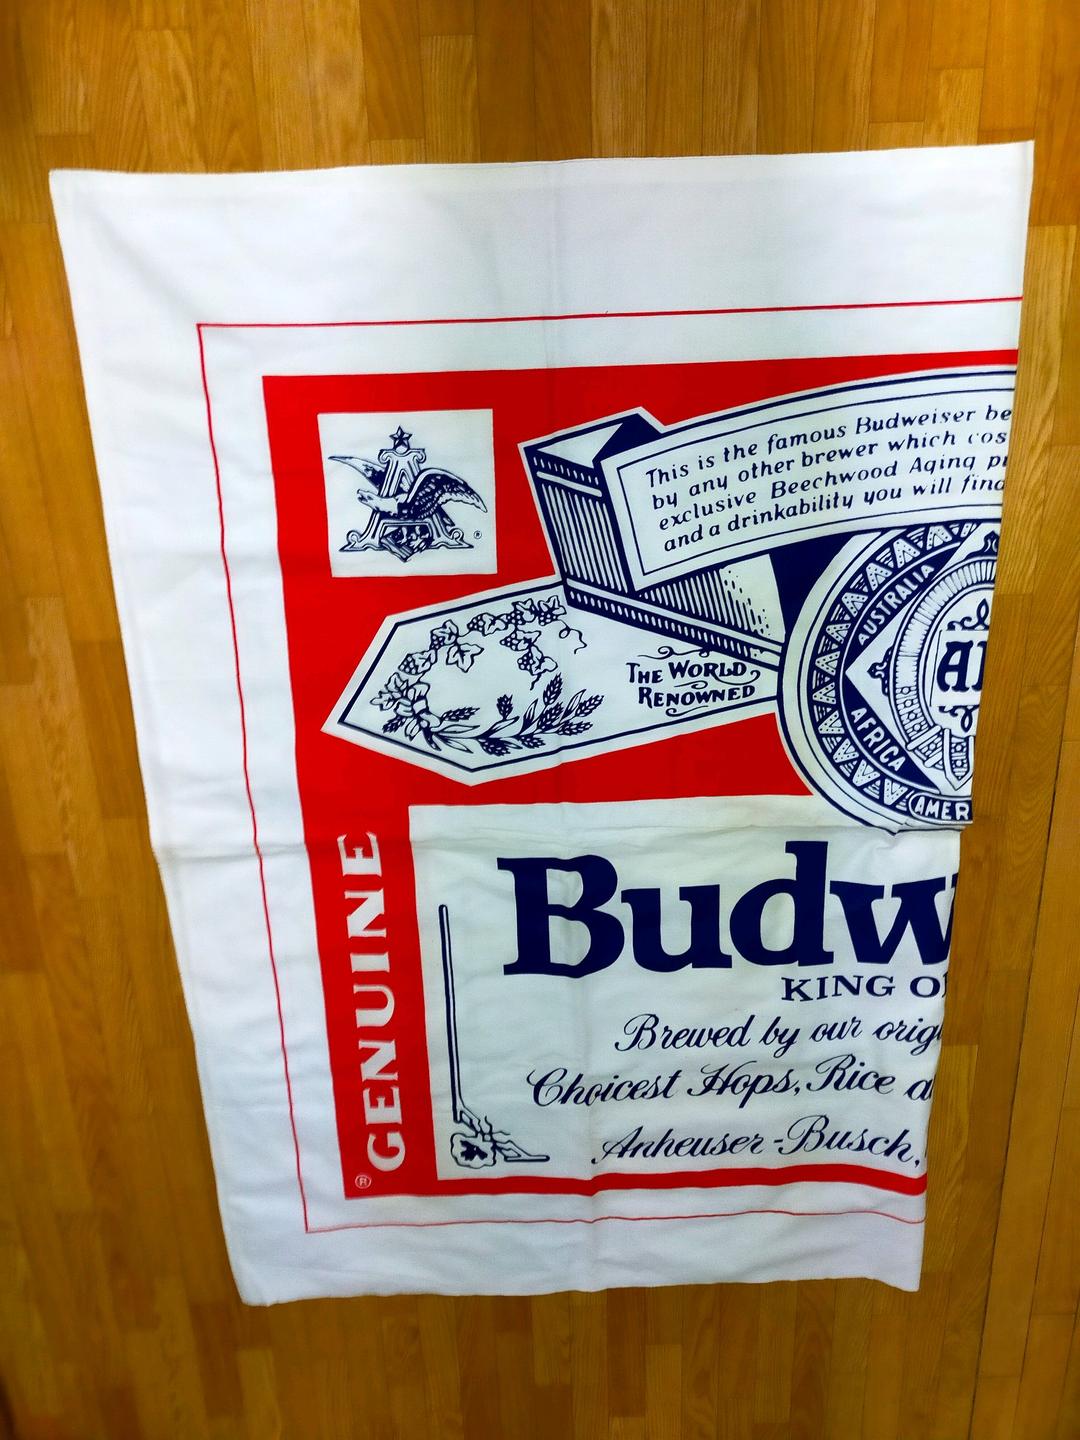 This is the famous Budweiser be
by any other brewer which cos
exclusive Beechwood Aging
and a drinkability you will find
AUSTRALIA
THE WORLD
RENOWNED
AFRICA
AMER
GENUINE
Budw
KING O
Brewed by our orig
Choicest Hops, Rice a
Anheuser-Busch,
®